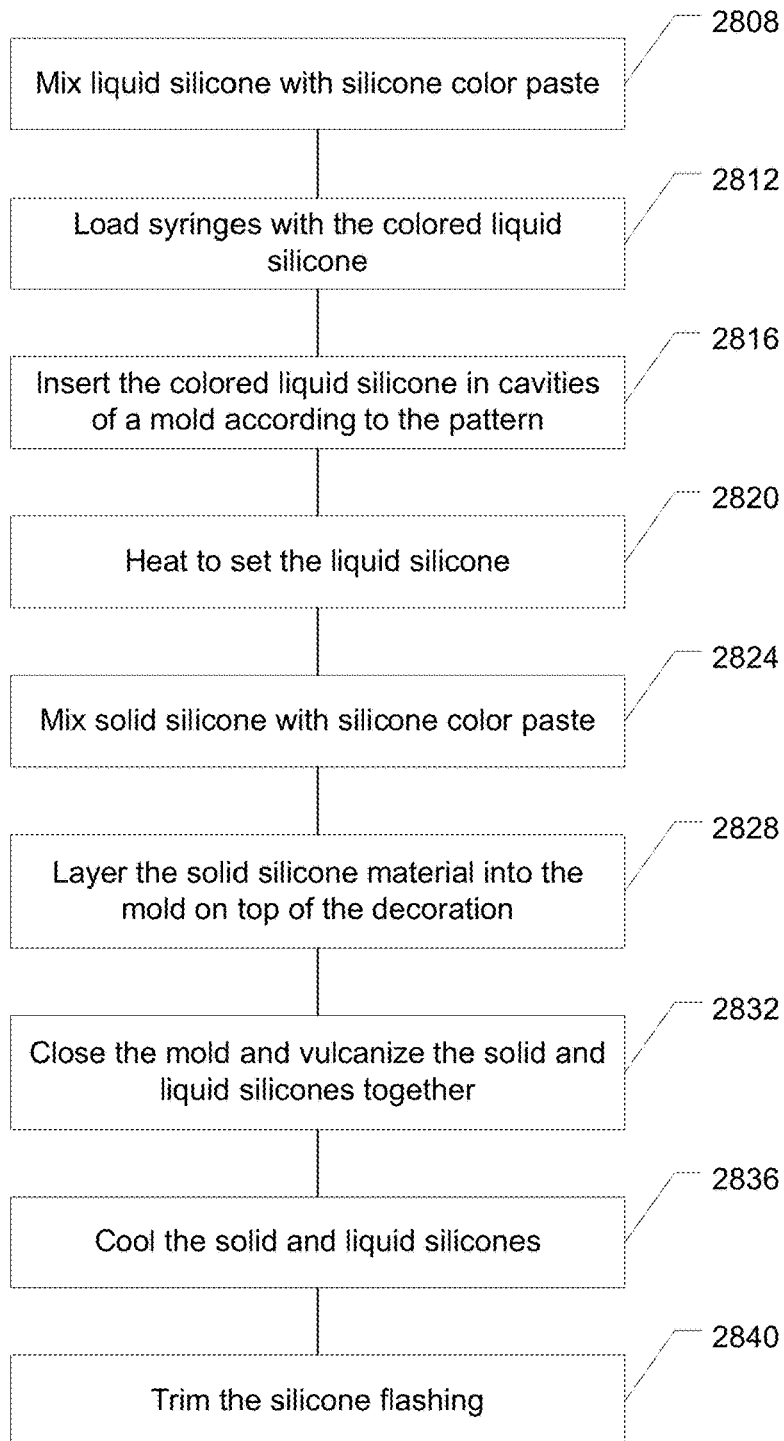 2808
Mix liquid silicone with silicone color paste
2812
Load syringes with the colored liquid
silicone
2816
Insert the colored liquid silicone in cavities
of a mold according to the pattern
2820
Heat to set the liquid silicone
2824
Mix solid silicone with silicone color paste
2828
Layer the solid silicone material into the
mold on top of the decoration
2832
Close the mold and vulcanize the solid and
liquid silicones together
2836
Cool the solid and liquid silicones
2840
Trim the silicone flashing